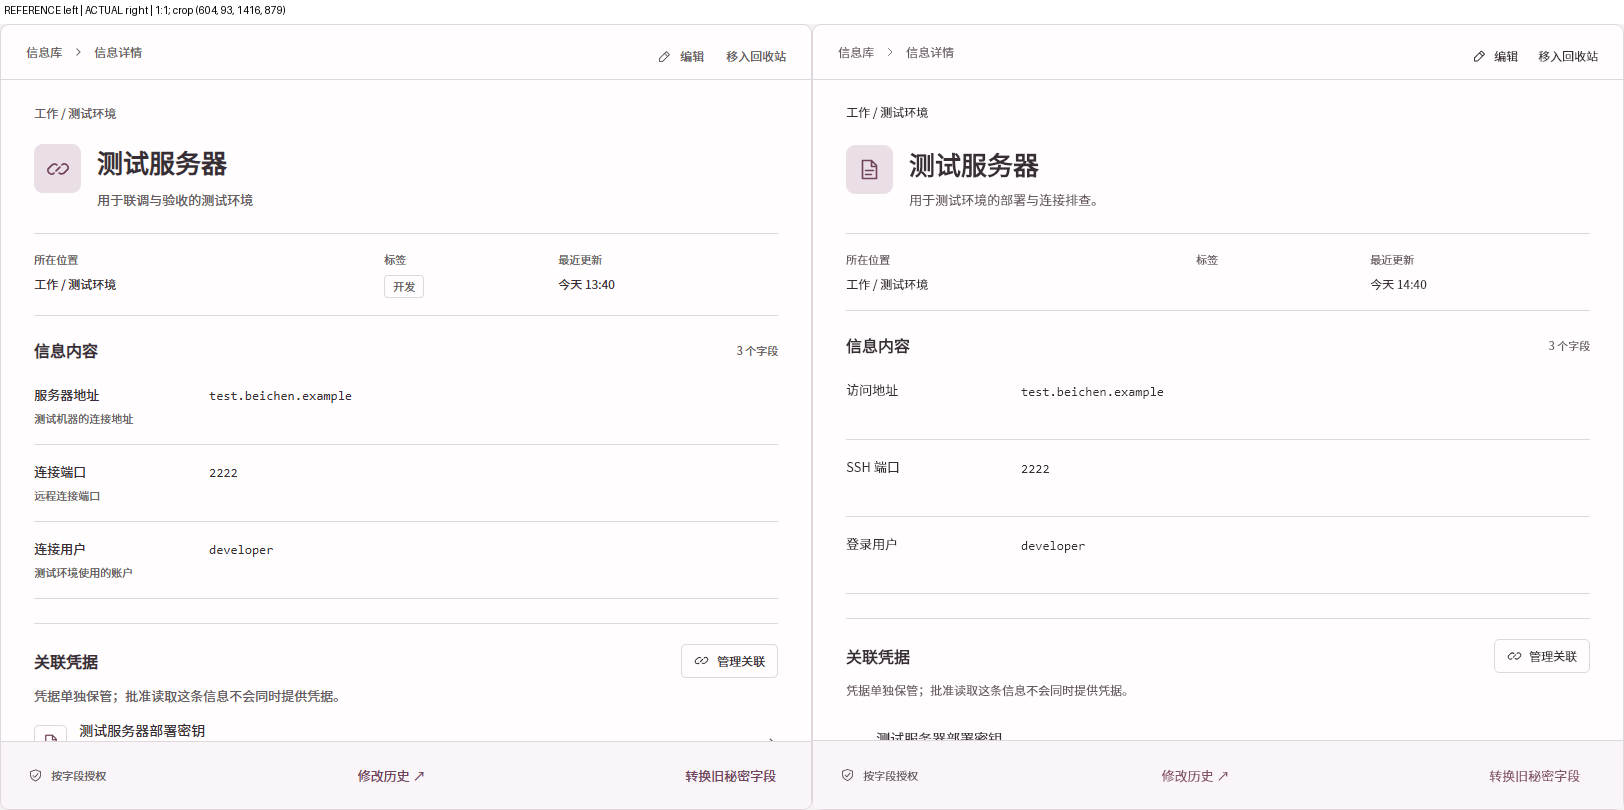 REFERENCE left | ACTUAL right | 1:1; crop (604, 93, 1416, 879)
信息库 > 信息详情
编辑 移入回收站
工作 / 测试环境
测试服务器
用于联调与验收的测试环境
所在位置 标签 最近更新
工作 / 测试环境 开发 今天 13:40
信息内容 3 个字段
服务器地址 test.beichen.example
测试机器的连接地址
连接端口 2222
远程连接端口
连接用户 developer
测试环境使用的账户
关联凭据 管理关联
凭据单独保管；批准读取这条信息不会同时提供凭据。
测试服务器部署密钥
按字段授权 修改历史 ↗ 转换旧秘密字段
信息库 > 信息详情
编辑 移入回收站
工作 / 测试环境
测试服务器
用于测试环境的部署与连接排查。
所在位置 标签 最近更新
工作 / 测试环境 今天 14:40
信息内容 3 个字段
访问地址 test.beichen.example
SSH 端口 2222
登录用户 developer
关联凭据 管理关联
凭据单独保管；批准读取这条信息不会同时提供凭据。
测试服务器部署密钥
按字段授权 修改历史 ↗ 转换旧秘密字段